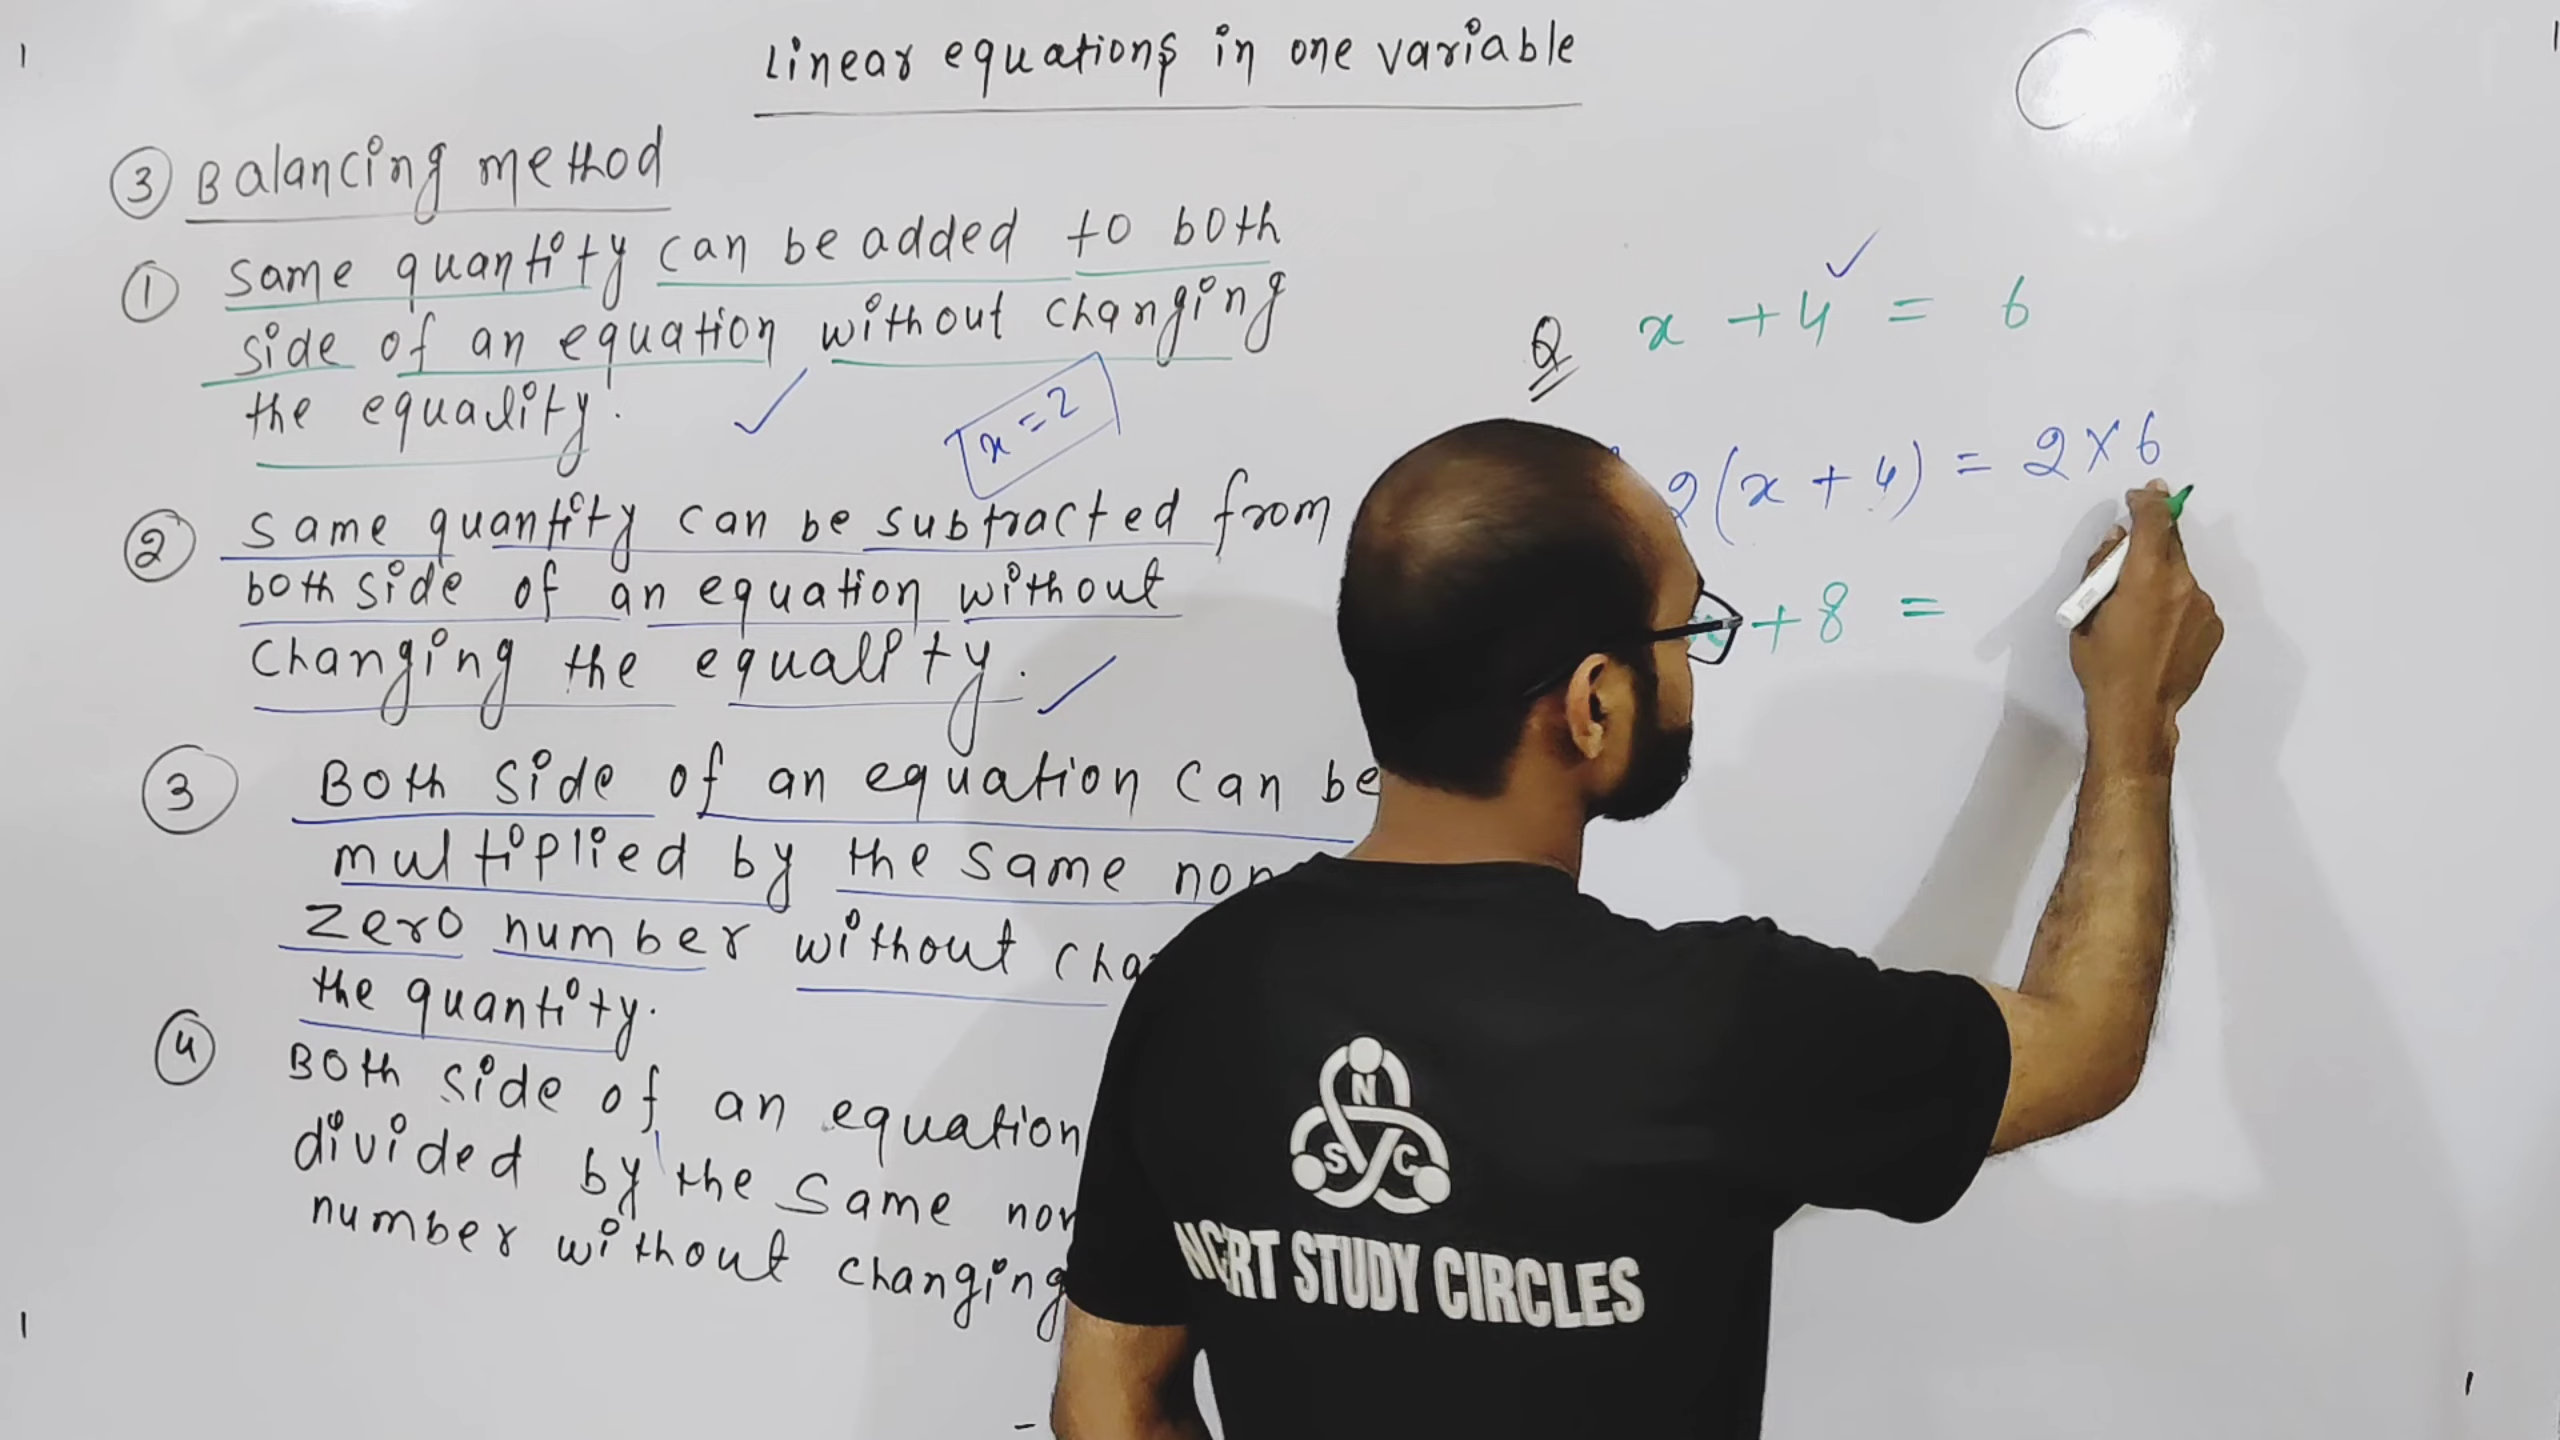 Linear equations in one variable
③ Balancing method
① Same quantity can be added to both
side of an equation without changing
the equality.
x = 2
② Same quantity can be subtracted from
both side of an equation without
changing the equality.
③ Both side of an equation can be
multiplied by the same non
zero number without
the quantity.
④ Both side of an equation
divided by the same
number without changing
Q x + 4 = 6
2(x + 4) = 2 × 6
+ 8 =
N
S C
NCRT STUDY CIRCLES